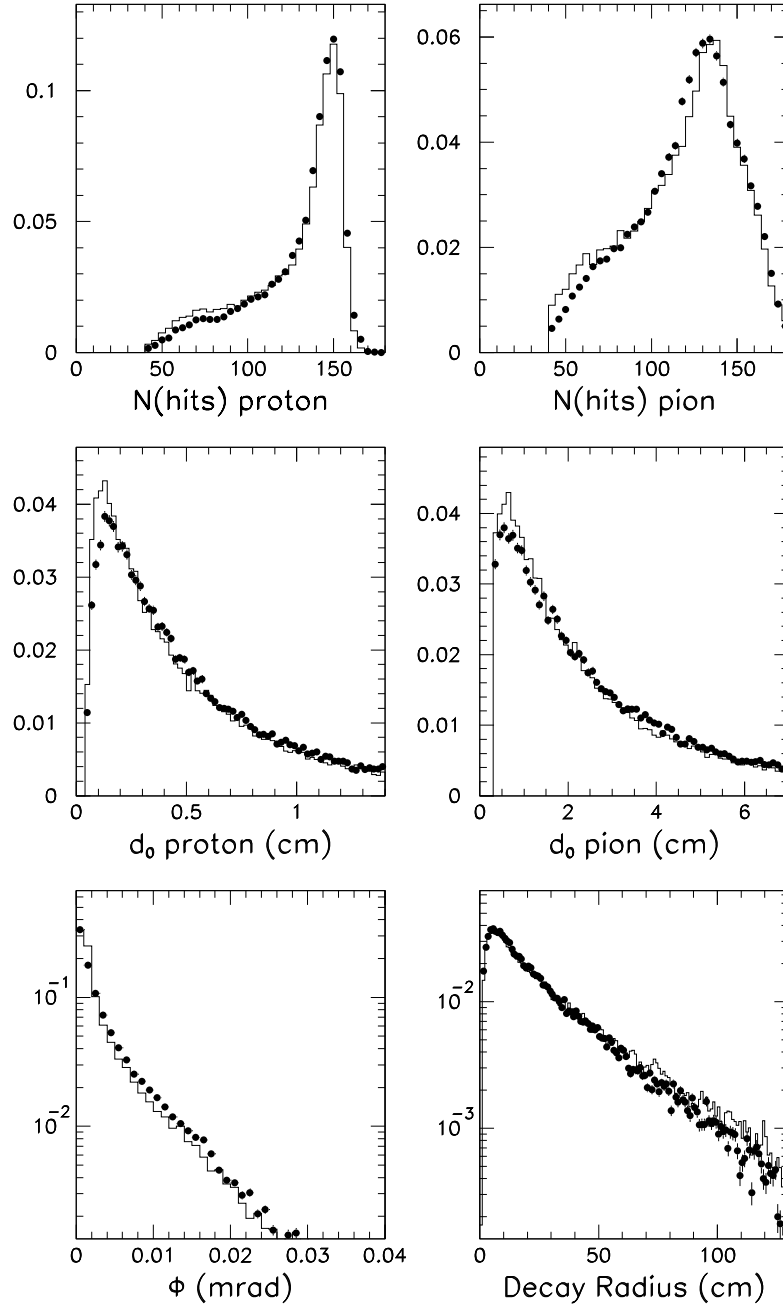 0.1
0.05
0
0 50 100 150
N(hits) proton
0.06
0.04
0.02
0
0 50 100 150
N(hits) pion
0.04
0.03
0.02
0.01
0
0 0.5 1
d₀ proton (cm)
0.04
0.03
0.02
0.01
0
0 2 4 6
d₀ pion (cm)
10⁻¹
10⁻²
0 0.01 0.02 0.03 0.04
Φ (mrad)
10⁻²
10⁻³
0 50 100
Decay Radius (cm)